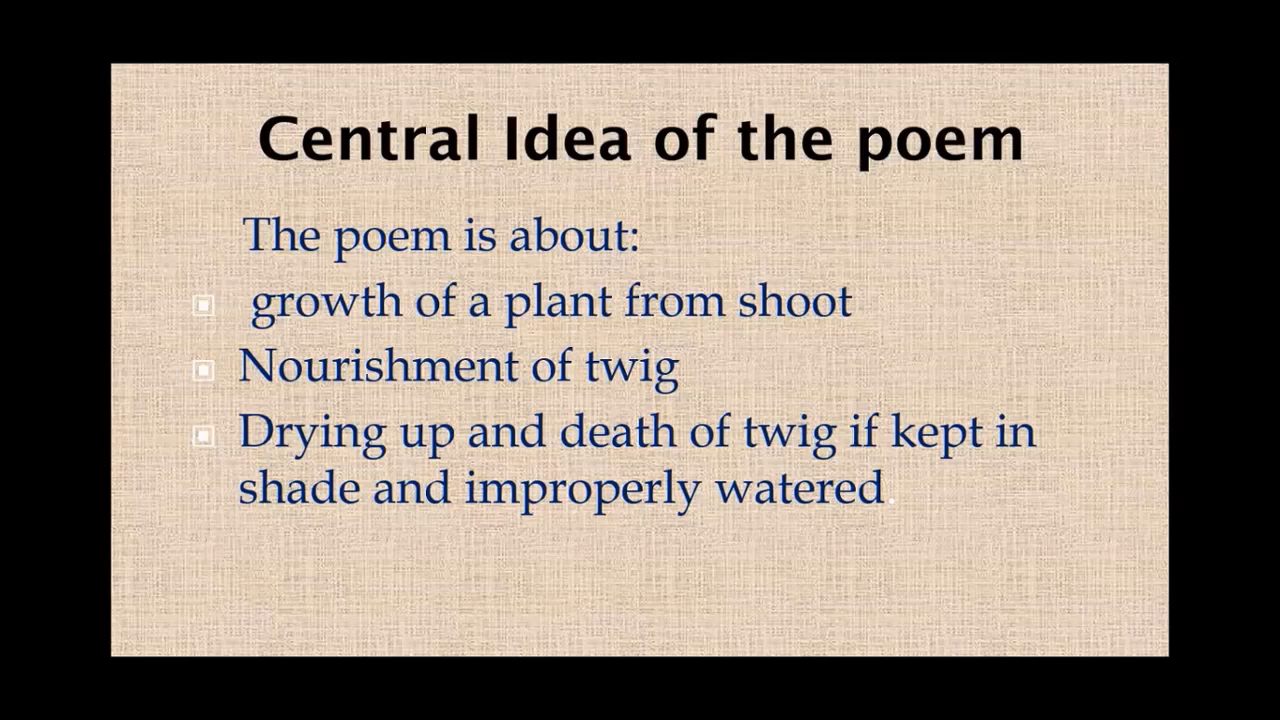 Central Idea of the poem
The poem is about:
growth of a plant from shoot
Nourishment of twig
Drying up and death of twig if kept in
shade and improperly watered.